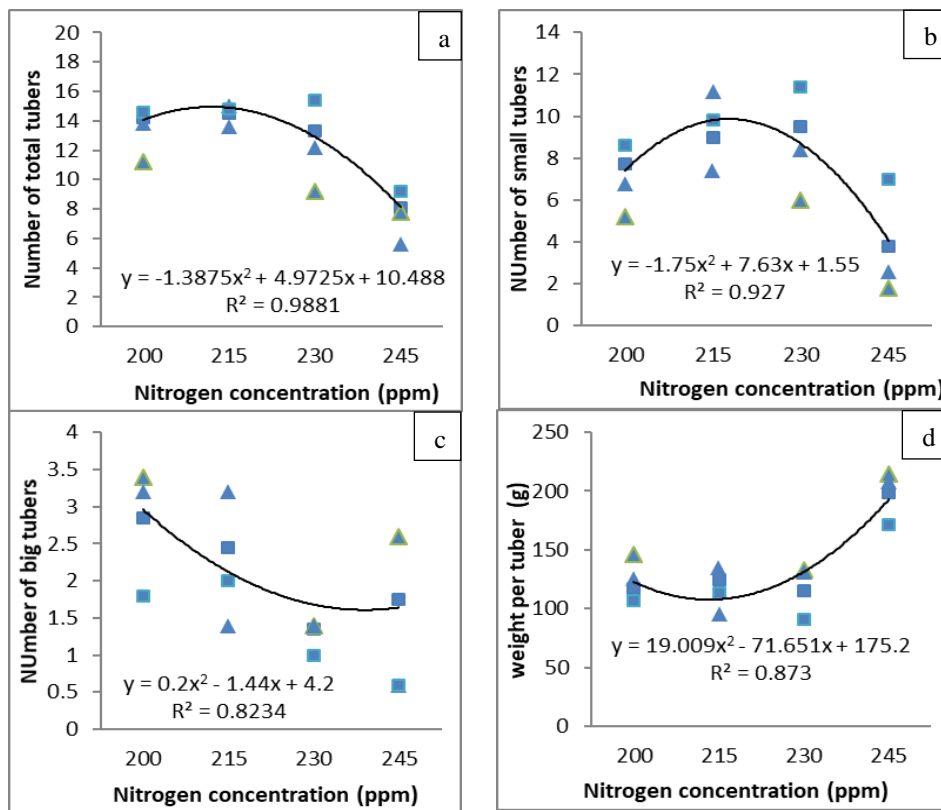 a
Number of total tubers
20
18
16
14
12
10
8
6
4
2
0
y = -1.3875x² + 4.9725x + 10.488
R² = 0.9881
200 215 230 245
Nitrogen concentration (ppm)
b
NUmber of small tubers
14
12
10
8
6
4
2
0
y = -1.75x² + 7.63x + 1.55
R² = 0.927
200 215 230 245
Nitrogen concentration (ppm)
c
NUmber of big tubers
4
3.5
3
2.5
2
1.5
1
0.5
0
y = 0.2x² - 1.44x + 4.2
R² = 0.8234
200 215 230 245
Nitrogen concentration (ppm)
d
weight per tuber (g)
250
200
150
100
50
0
y = 19.009x² - 71.651x + 175.2
R² = 0.873
200 215 230 245
Nitrogen concentration (ppm)